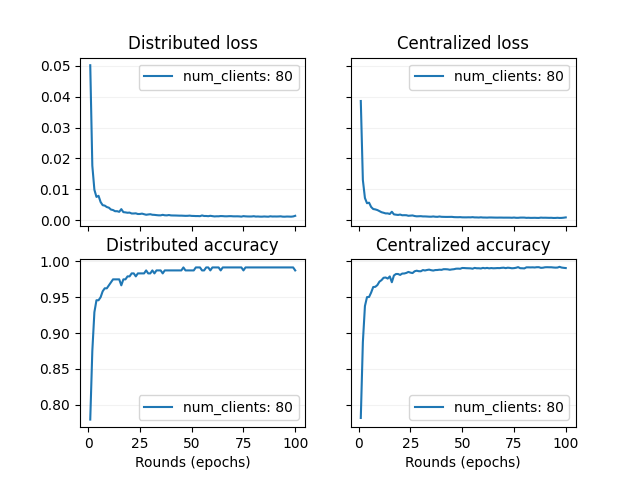 Distributed loss
Centralized loss
0.05
0.04
0.03
0.02
0.01
0.00
num_clients: 80
num_clients: 80
Distributed accuracy
Centralized accuracy
1.00
0.95
0.90
0.85
0.80
num_clients: 80
num_clients: 80
0 25 50 75 100
0 25 50 75 100
Rounds (epochs)
Rounds (epochs)